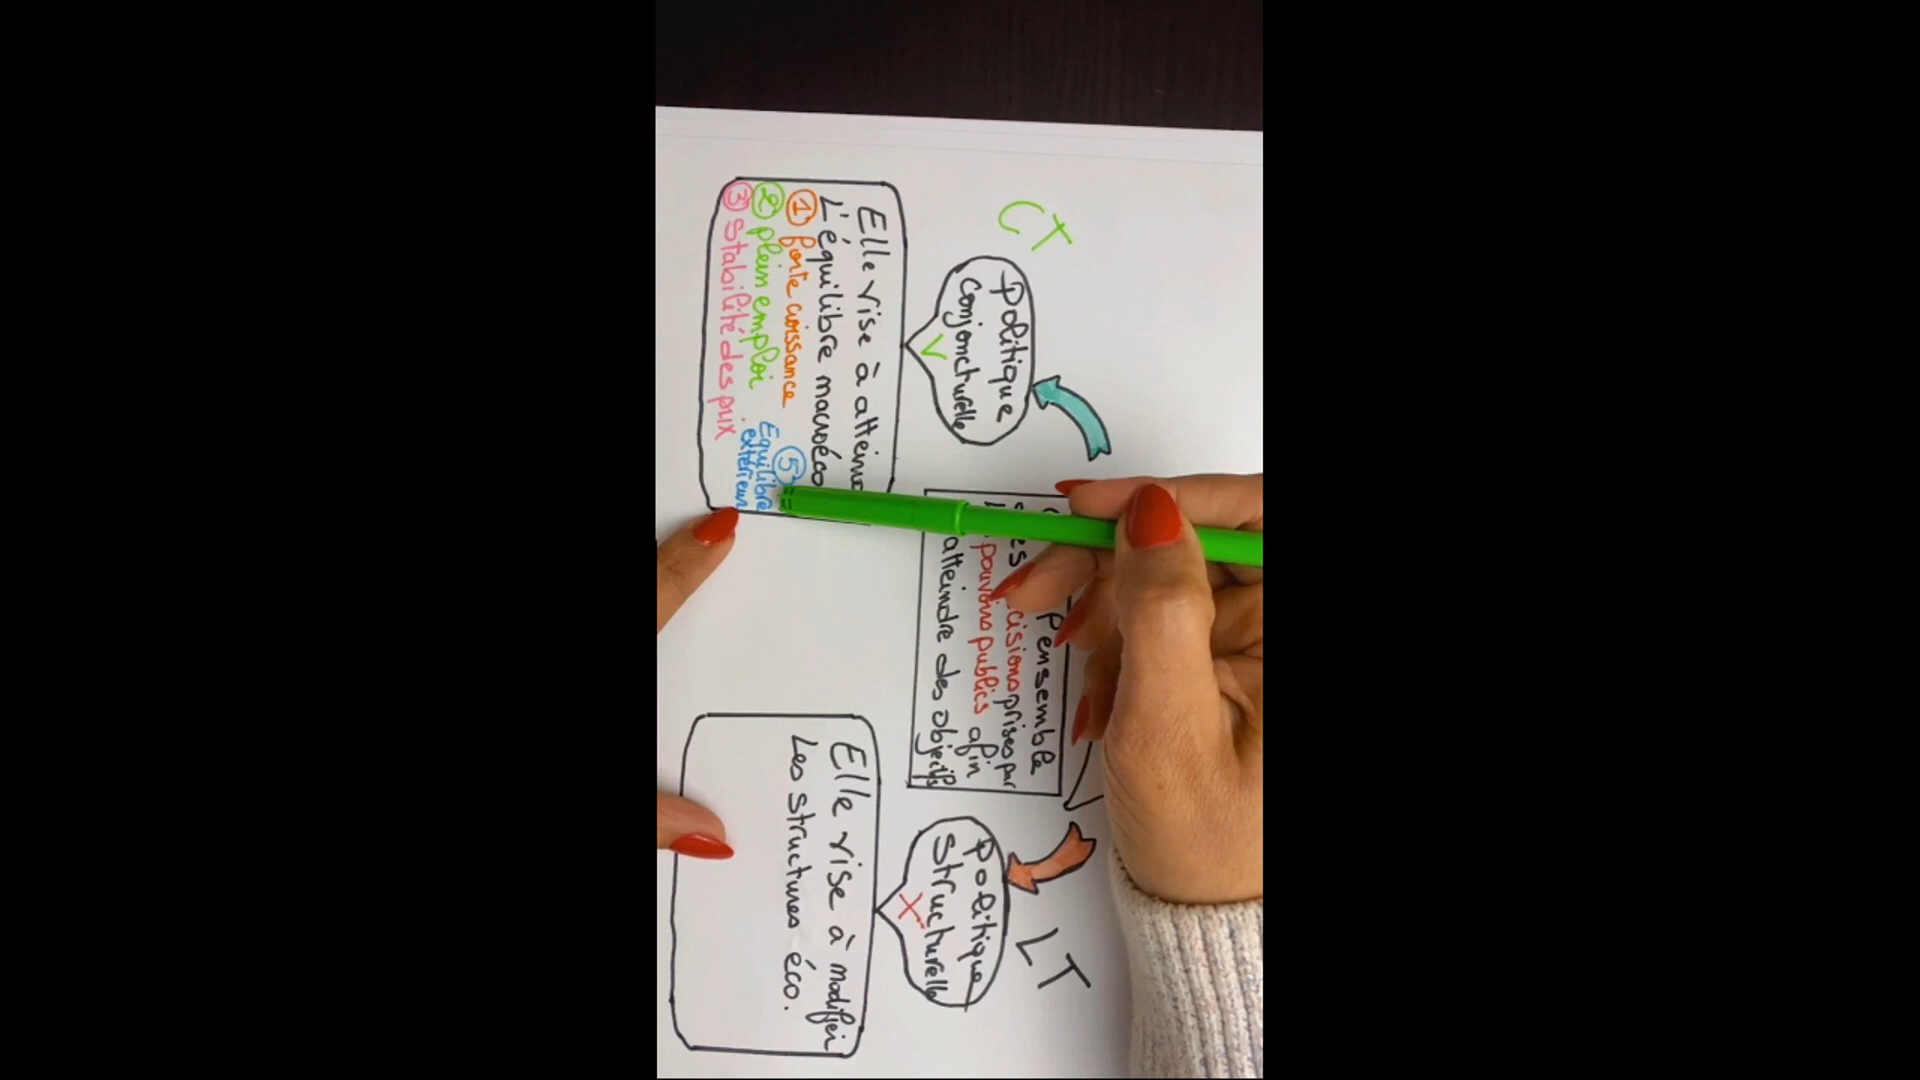 CT
Politique
Conjoncturelle
V
Elle vise à attein
L'équilibre macroéco
① forte croissance
② plein emploi
③ stabilité des prix
⑤
Equilibre
extérieur
l'ensemble
des cisions prises par
pouvoirs publics afin
atteindre des objectifs
LT
Politique
Structurelle
X
Elle vise à modifier
Les structures éco.